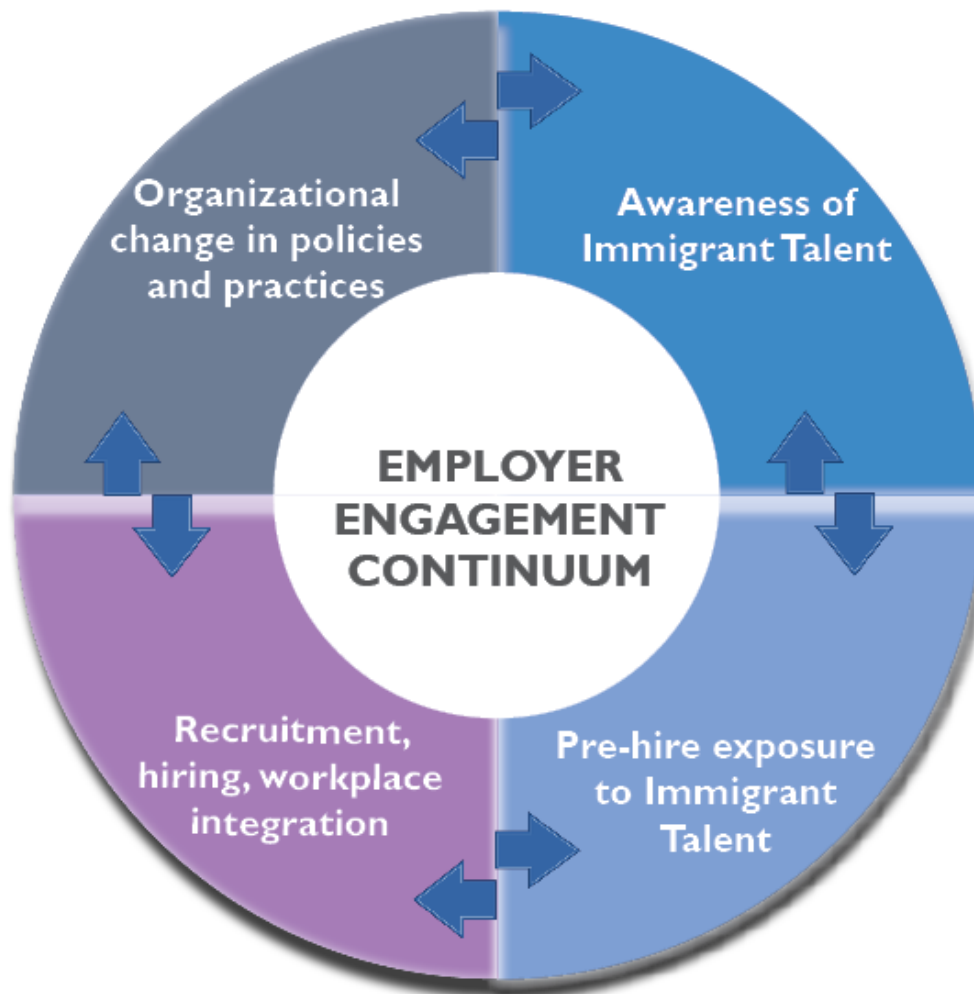 Organizational
change in policies
and practices
Awareness of
Immigrant Talent
EMPLOYER
ENGAGEMENT
CONTINUUM
Recruitment,
hiring, workplace
integration
Pre-hire exposure
to Immigrant
Talent